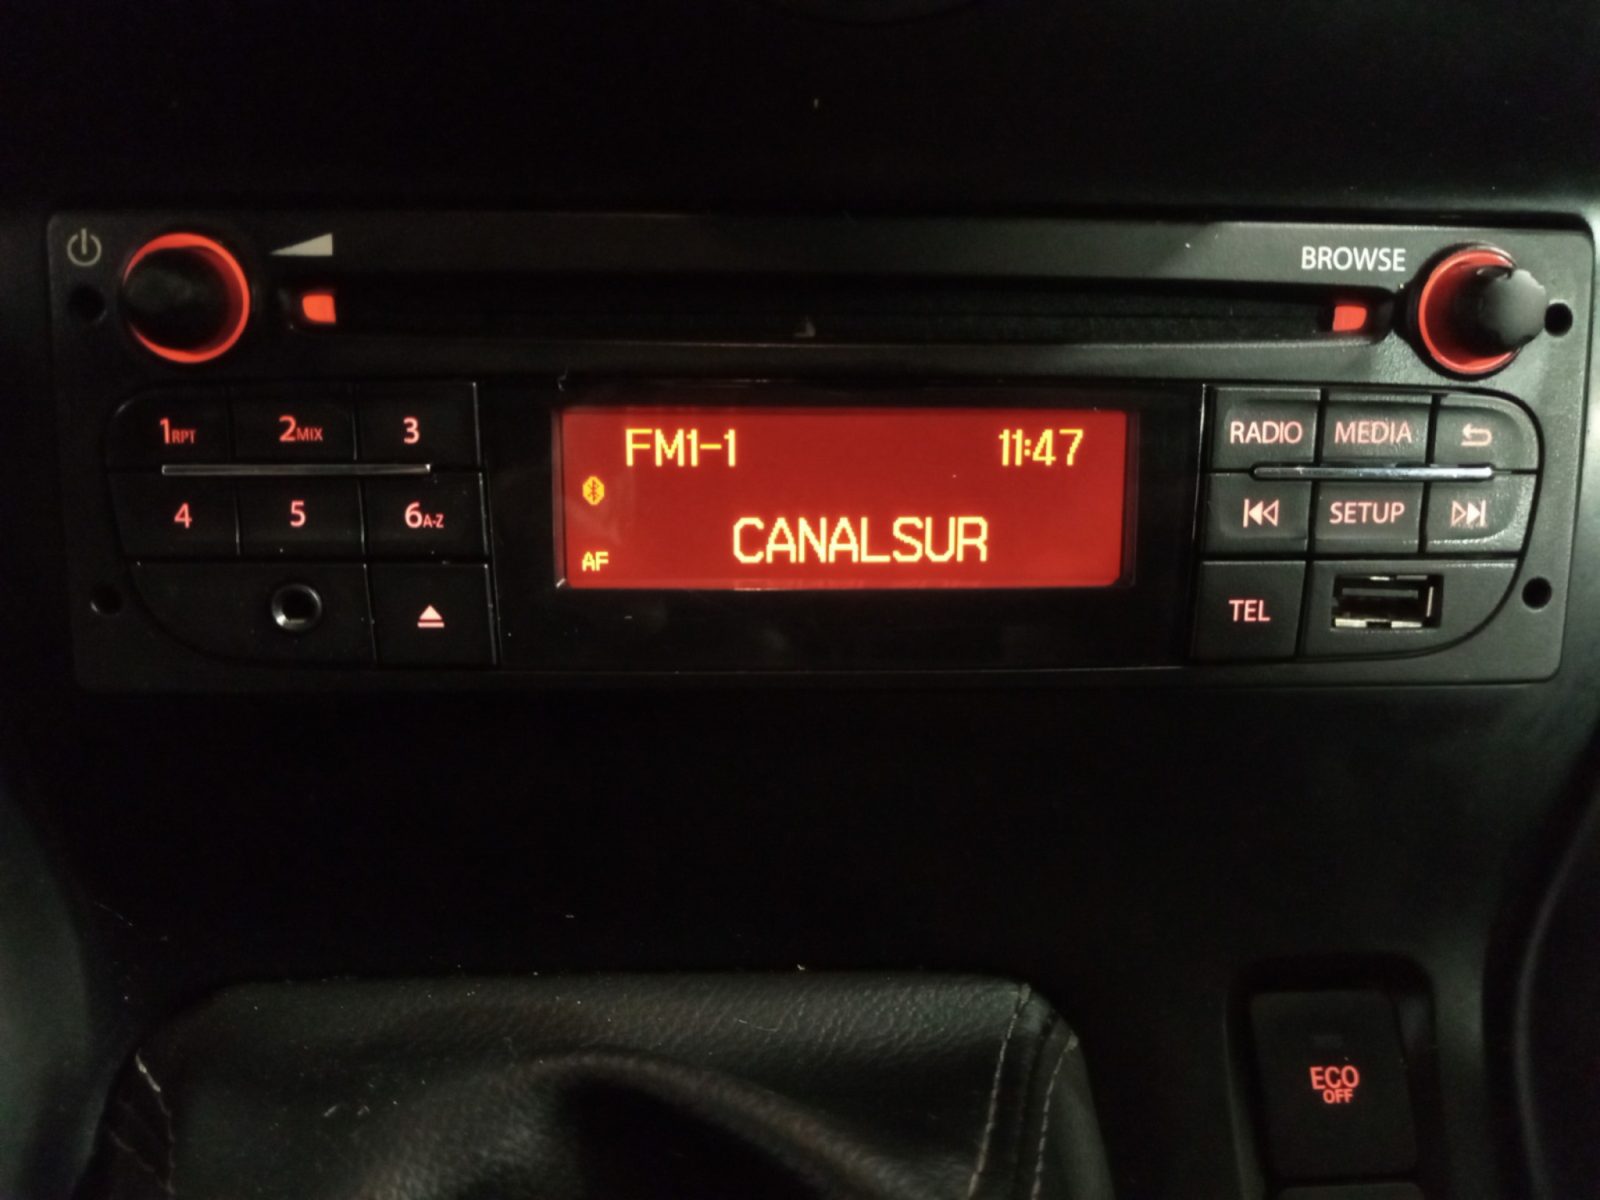 BROWSE
1RPT 2MIX 3
4 5 6A-Z
FM1-1 11:47
CANALSUR
AF
RADIO MEDIA
SETUP
TEL
ECO
OFF